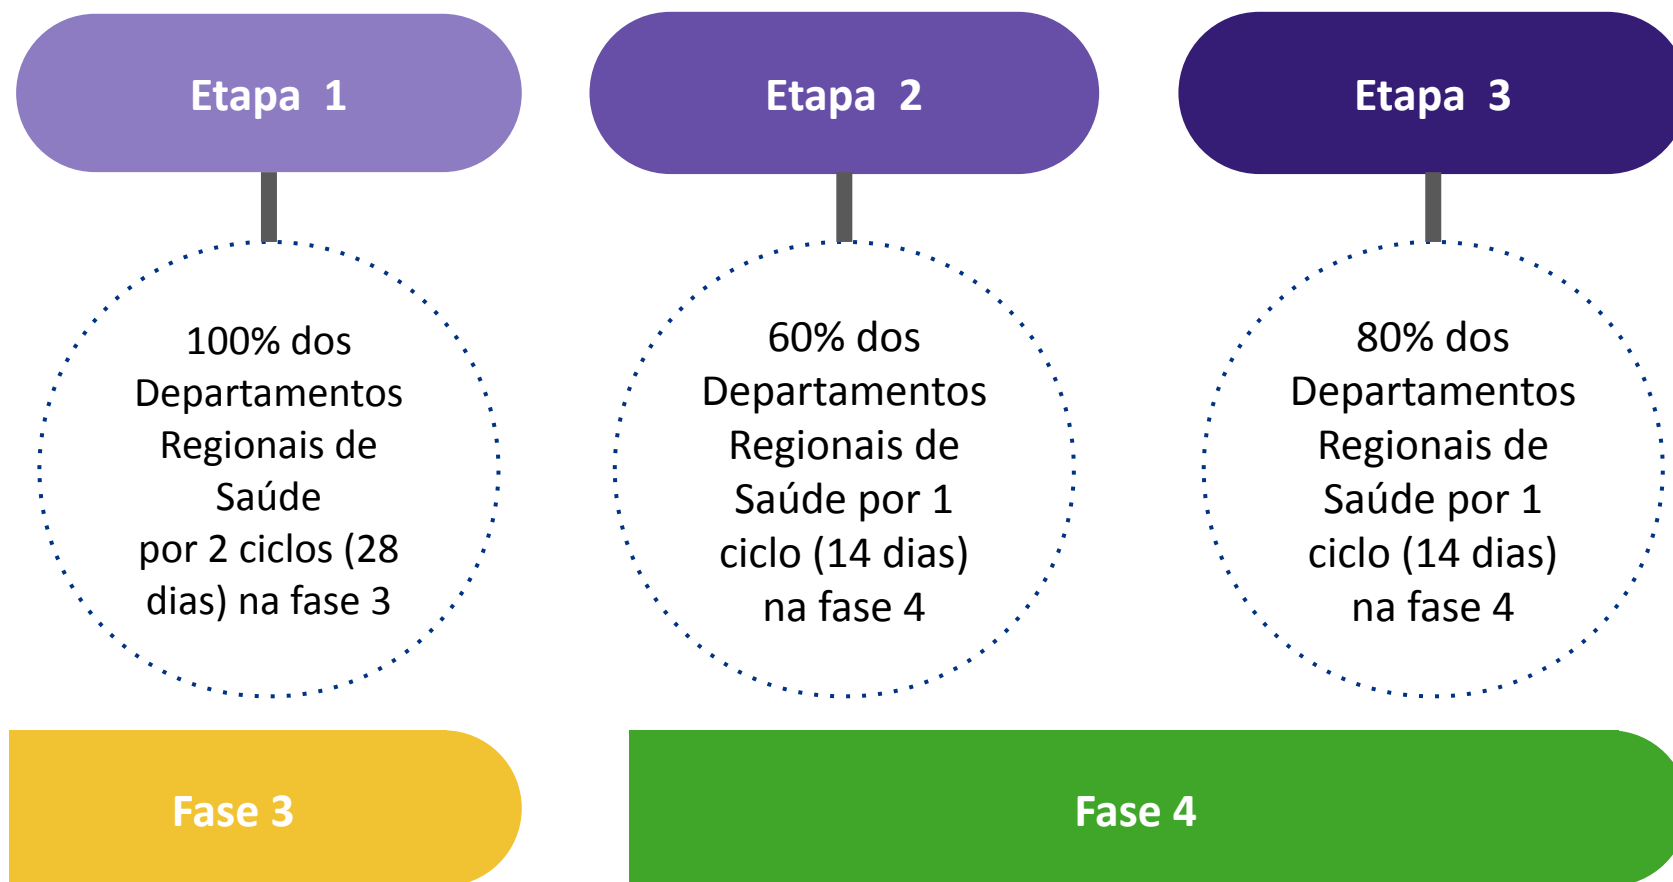 Etapa 1
100% dos
Departamentos
Regionais de
Saúde
por 2 ciclos (28
dias) na fase 3
Etapa 2
60% dos
Departamentos
Regionais de
Saúde por 1
ciclo (14 dias)
na fase 4
Etapa 3
80% dos
Departamentos
Regionais de
Saúde por 1
ciclo (14 dias)
na fase 4
Fase 3
Fase 4